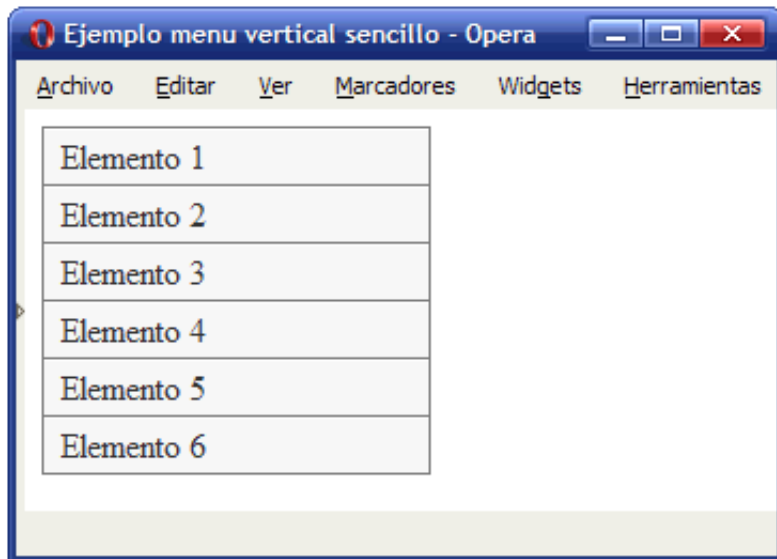 Ejemplo menu vertical sencillo - Opera
Archivo Editar Ver Marcadores Widgets Herramientas
Elemento 1
Elemento 2
Elemento 3
Elemento 4
Elemento 5
Elemento 6